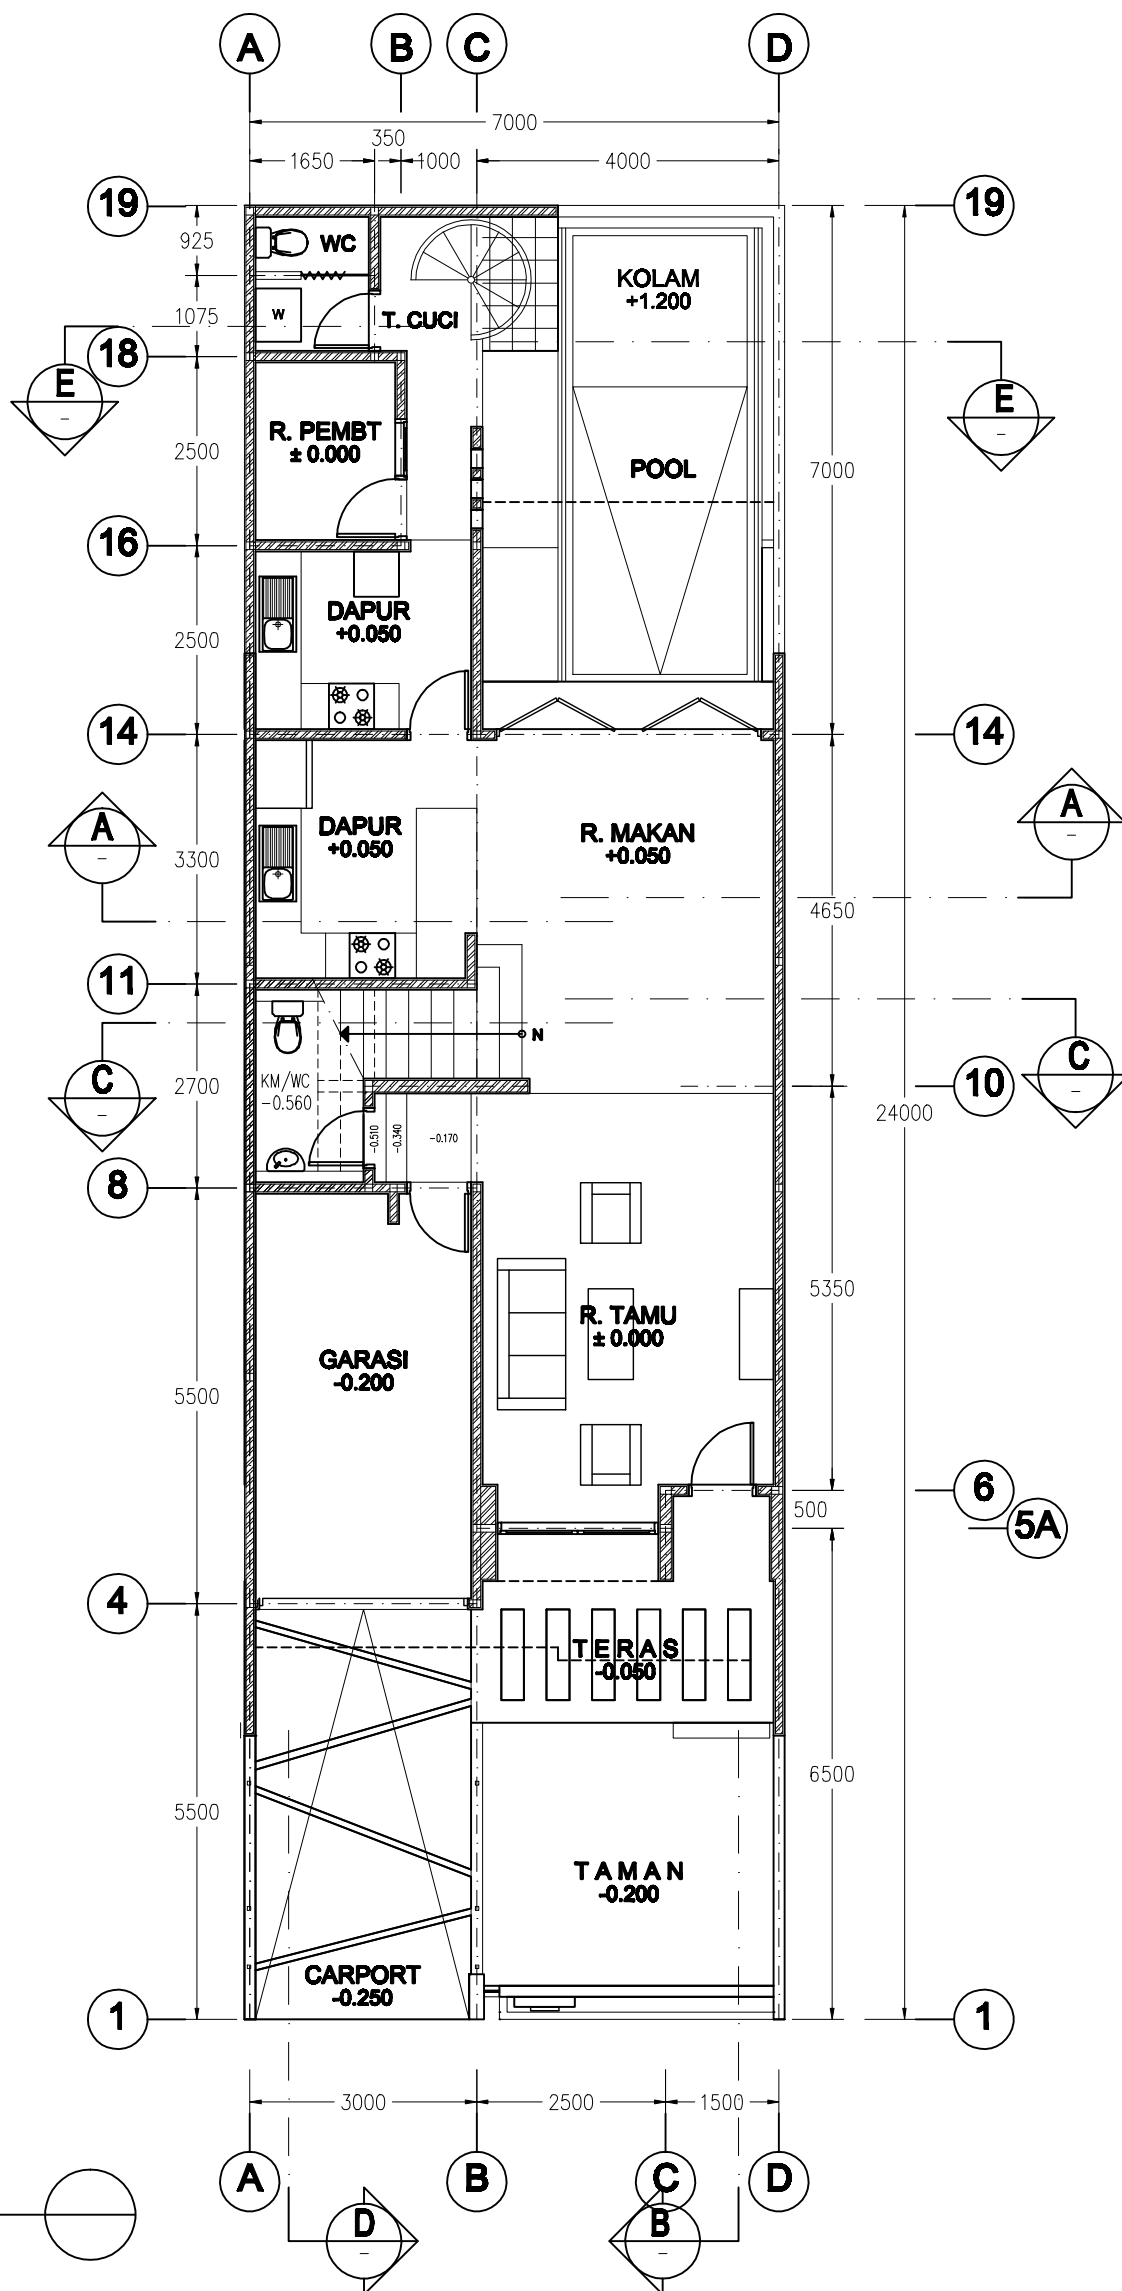 A B C D
7000
350
1650 1000 4000
19 19
925
WC
KOLAM
+1.200
1075
W
T. CUCI
18
E E
- -
R. PEMBT
± 0.000
2500
POOL
7000
16
DAPUR
+0.050
2500
14 14
A A
- -
DAPUR
+0.050
R. MAKAN
+0.050
3300
4650
11
N
C C
- -
KM/WC
-0.560
2700
10
24000
-0.510
-0.340
-0.170
8
5350
R. TAMU
± 0.000
GARASI
-0.200
5500
6
500
5A
4
TERAS
-0.050
6500
5500
TAMAN
-0.200
CARPORT
-0.250
1 1
3000 2500 1500
A B C D
D B
- -